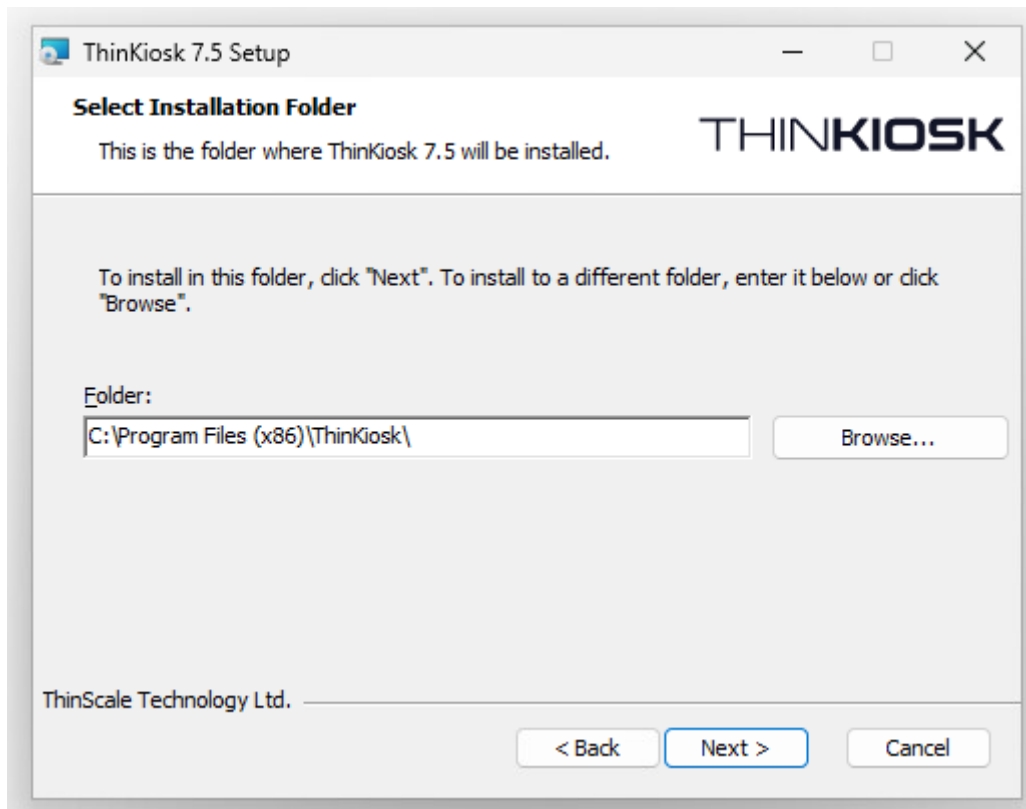 ThinKiosk 7.5 Setup
Select Installation Folder
This is the folder where ThinKiosk 7.5 will be installed.
THINKIOSK
To install in this folder, click "Next". To install to a different folder, enter it below or click
"Browse".
Folder:
C:\Program Files (x86)\ThinKiosk\
Browse...
ThinScale Technology Ltd.
< Back
Next >
Cancel